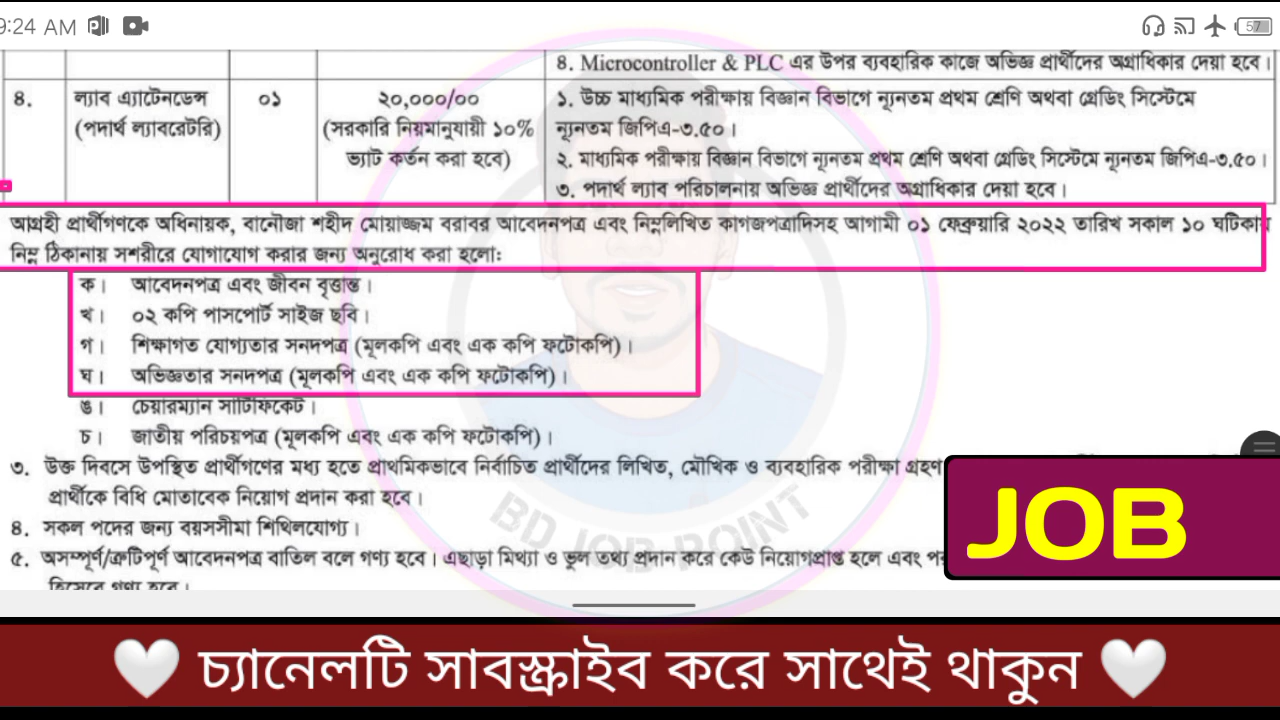 9:24 AM
57
৪. Microcontroller & PLC এর উপর ব্যবহারিক কাজে অভিজ্ঞ প্রার্থীদের অগ্রাধিকার দেয়া হবে।
৪. ল্যাব এ্যাটেনডেন্স ০১ ২০,০০০/০০ ১. উচ্চ মাধ্যমিক পরীক্ষায় বিজ্ঞান বিভাগে ন্যূনতম প্রথম শ্রেণি অথবা গ্রেডিং সিস্টেমে
(পদার্থ ল্যাবরেটরি) (সরকারি নিয়মানুযায়ী ১০% ন্যূনতম জিপিএ-৩.৫০।
ভ্যাট কর্তন করা হবে) ২. মাধ্যমিক পরীক্ষায় বিজ্ঞান বিভাগে ন্যূনতম প্রথম শ্রেণি অথবা গ্রেডিং সিস্টেমে ন্যূনতম জিপিএ-৩.৫০।
৩. পদার্থ ল্যাব পরিচালনায় অভিজ্ঞ প্রার্থীদের অগ্রাধিকার দেয়া হবে।
আগ্রহী প্রার্থীগণকে অধিনায়ক, বানৌজা শহীদ মোয়াজ্জম বরাবর আবেদনপত্র এবং নিম্নলিখিত কাগজপত্রাদিসহ আগামী ০১ ফেব্রুয়ারি ২০২২ তারিখ সকাল ১০ ঘটিকায়
নিম্ন ঠিকানায় সশরীরে যোগাযোগ করার জন্য অনুরোধ করা হলো:
ক। আবেদনপত্র এবং জীবন বৃত্তান্ত।
খ। ০২ কপি পাসপোর্ট সাইজ ছবি।
গ। শিক্ষাগত যোগ্যতার সনদপত্র (মূলকপি এবং এক কপি ফটোকপি)।
ঘ। অভিজ্ঞতার সনদপত্র (মূলকপি এবং এক কপি ফটোকপি)।
ঙ। চেয়ারম্যান সার্টিফিকেট।
চ। জাতীয় পরিচয়পত্র (মূলকপি এবং এক কপি ফটোকপি)।
৩. উক্ত দিবসে উপস্থিত প্রার্থীগণের মধ্য হতে প্রাথমিকভাবে নির্বাচিত প্রার্থীদের লিখিত, মৌখিক ও ব্যবহারিক পরীক্ষা গ্রহণ
প্রার্থীকে বিধি মোতাবেক নিয়োগ প্রদান করা হবে।
৪. সকল পদের জন্য বয়সসীমা শিথিলযোগ্য।
৫. অসম্পূর্ণ/ত্রুটিপূর্ণ আবেদনপত্র বাতিল বলে গণ্য হবে। এছাড়া মিথ্যা ও ভুল তথ্য প্রদান করে কেউ নিয়োগপ্রাপ্ত হলে এবং
হিসেবে গণ্য হবে।
BD JOB POINT
JOB
চ্যানেলটি সাবস্ক্রাইব করে সাথেই থাকুন